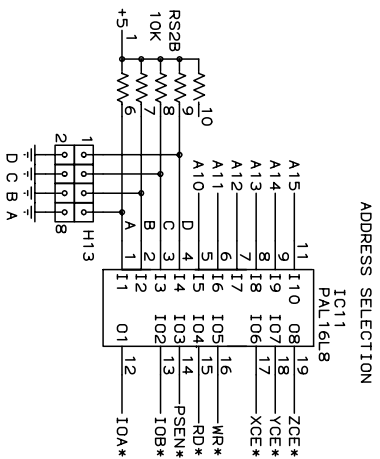 ADDRESS SELECTION
IC11
PAL16L8
A15 11 I10 O8 19 ZCE*
A14 9 I9 IO7 18 YCE*
A13 8 I8 IO6 17 XCE*
A12 7 I7
A11 6 I6 IO5 16 WR*
A10 5 I5 IO4 15 RD*
10
RS2B
10K
9 D 4 I4 IO3 14 PSEN*
8 C 3 I3 IO2 13 IOB*
7 B 2 I2
+5 1 6 A 1 I1 O1 12 IOA*
1 H13
2 8
D C B A